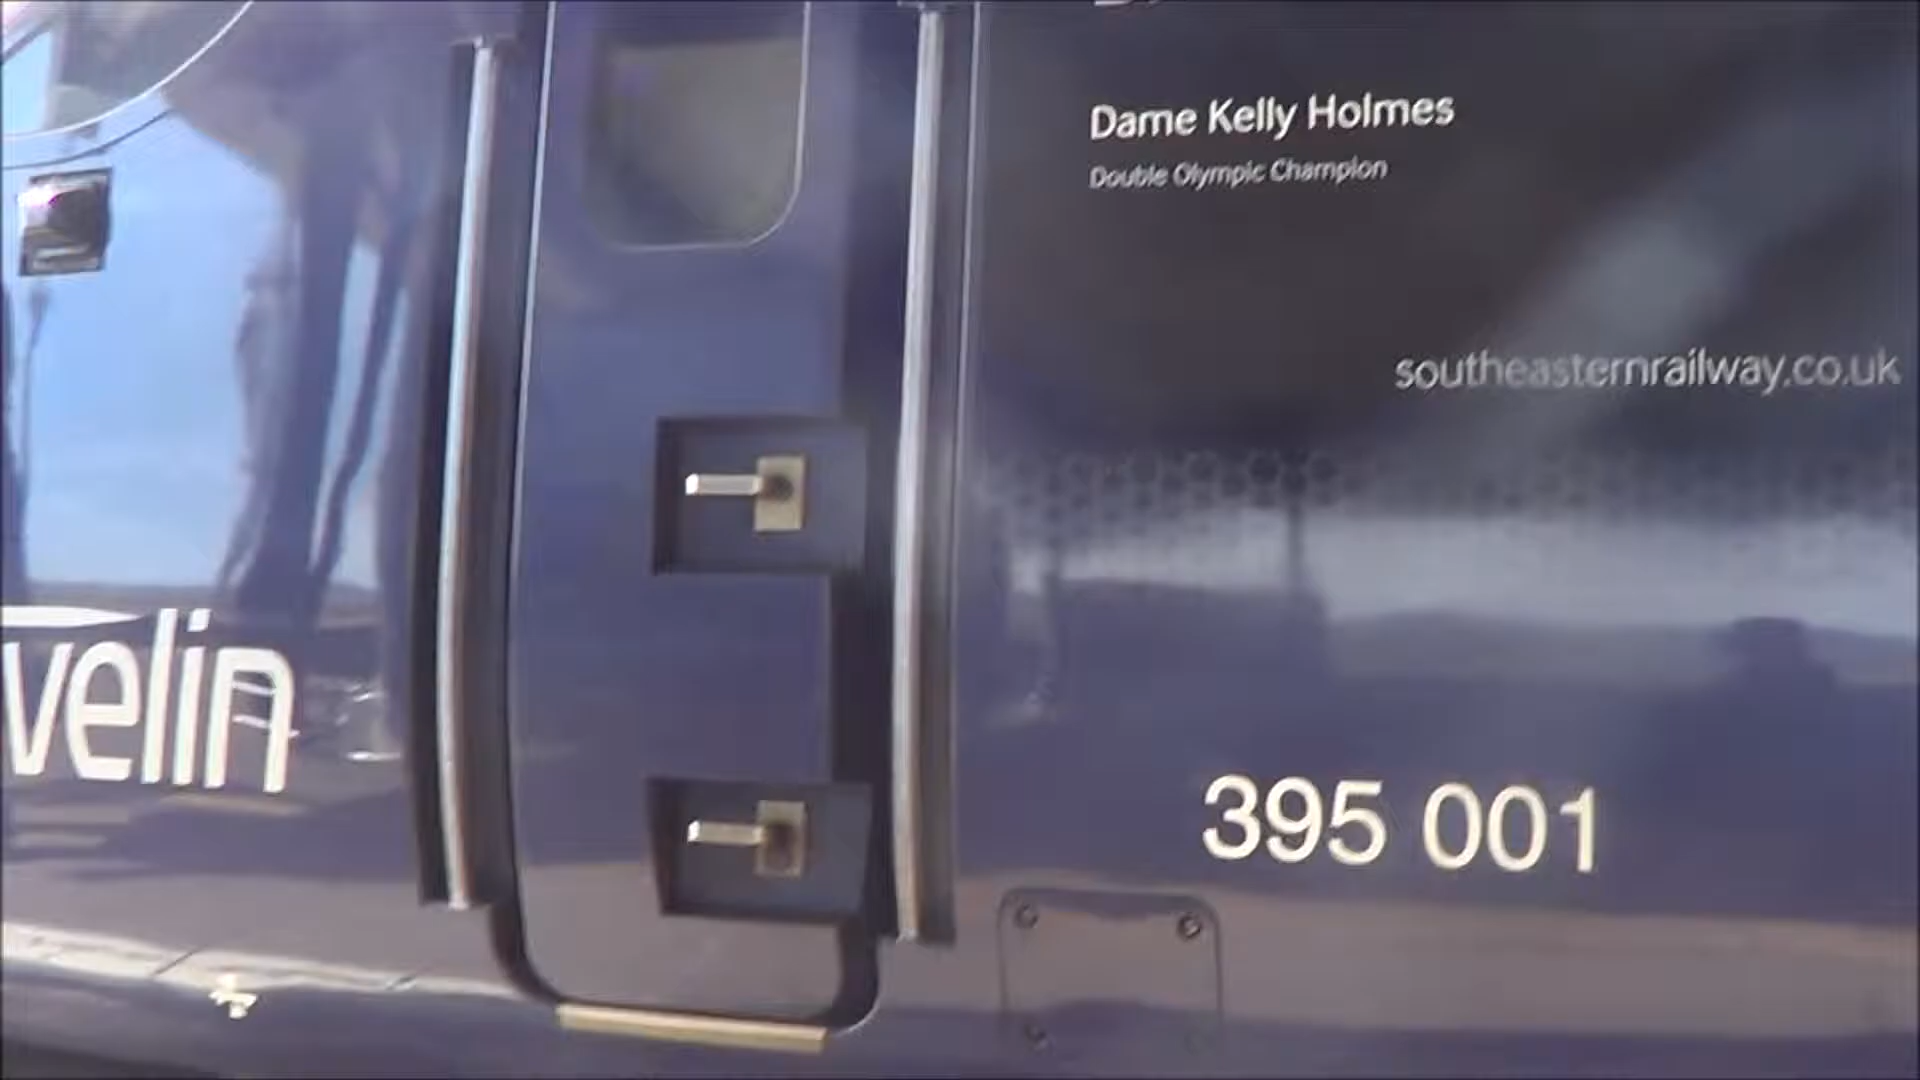 Dame Kelly Holmes
Double Olympic Champion
southeasternrailway.co.uk
velin
395 001